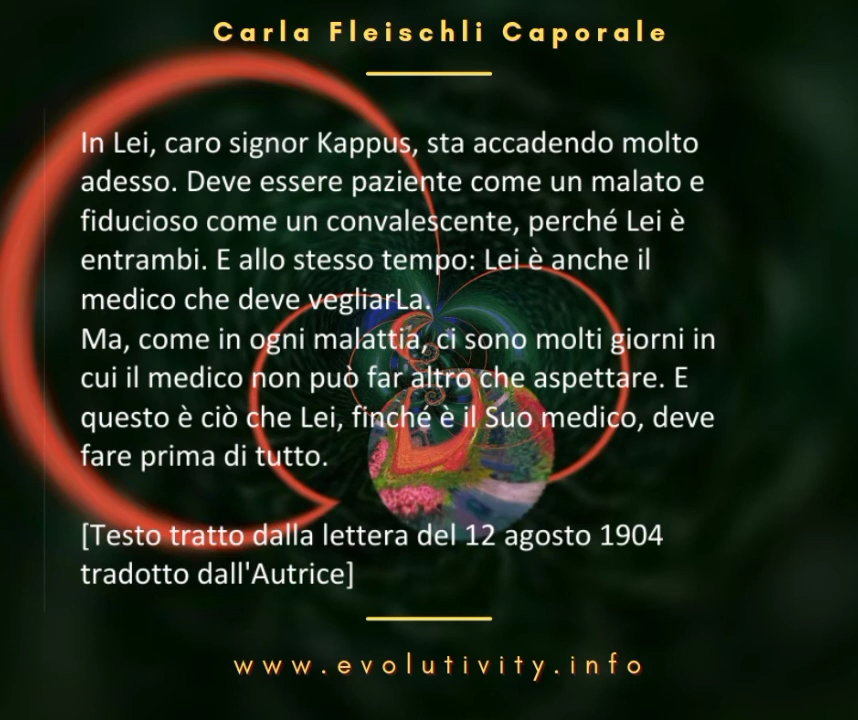 Carla Fleischli Caporale
In Lei, caro signor Kappus, sta accadendo molto
adesso. Deve essere paziente come un malato e
fiducioso come un convalescente, perché Lei è
entrambi. E allo stesso tempo: Lei è anche il
medico che deve vegliarLa.
Ma, come in ogni malattia, ci sono molti giorni in
cui il medico non può far altro che aspettare. E
questo è ciò che Lei, finché è il Suo medico, deve
fare prima di tutto.
[Testo tratto dalla lettera del 12 agosto 1904
tradotto dall'Autrice]
www.evolutivity.info